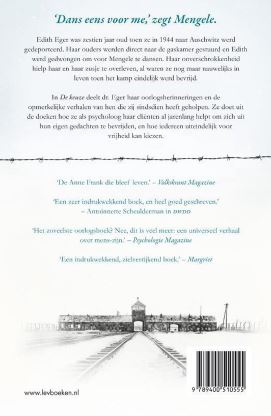 'Dans eens voor me,' zegt Mengele.
Edith Eger was zestien jaar oud toen ze in 1944 naar Auschwitz werd
gedeporteerd. Haar ouders werden direct naar de gaskamer gestuurd en Edith
werd gedwongen om voor Mengele te dansen. Haar onverschrokkenheid
hielp haar en haar zusje te overleven, al waren ze nog maar nauwelijks in
leven toen het kamp eindelijk werd bevrijd.
In De keuze deelt dr. Eger haar oorlogsherinneringen en de
opmerkelijke verhalen van hen die zij sindsdien heeft geholpen. Ze doet uit
de doeken hoe ze als psycholoog haar cliënten al jarenlang helpt om zich uit
hun eigen gedachten te bevrijden, en hoe iedereen uiteindelijk voor
vrijheid kan kiezen.
'De Anne Frank die bleef leven.' – Volkskrant Magazine
'Een zeer indrukwekkend boek, en heel goed geschreven.'
– Antoinnette Scheulderman in DWDD
'Het zoveelste oorlogsboek? Nee, dit is veel meer: een universeel verhaal
over mens-zijn.' – Psychologie Magazine
'Een indrukwekkend, zielverrijkend boek.' – Margriet
www.levboeken.nl
9 789400 510555